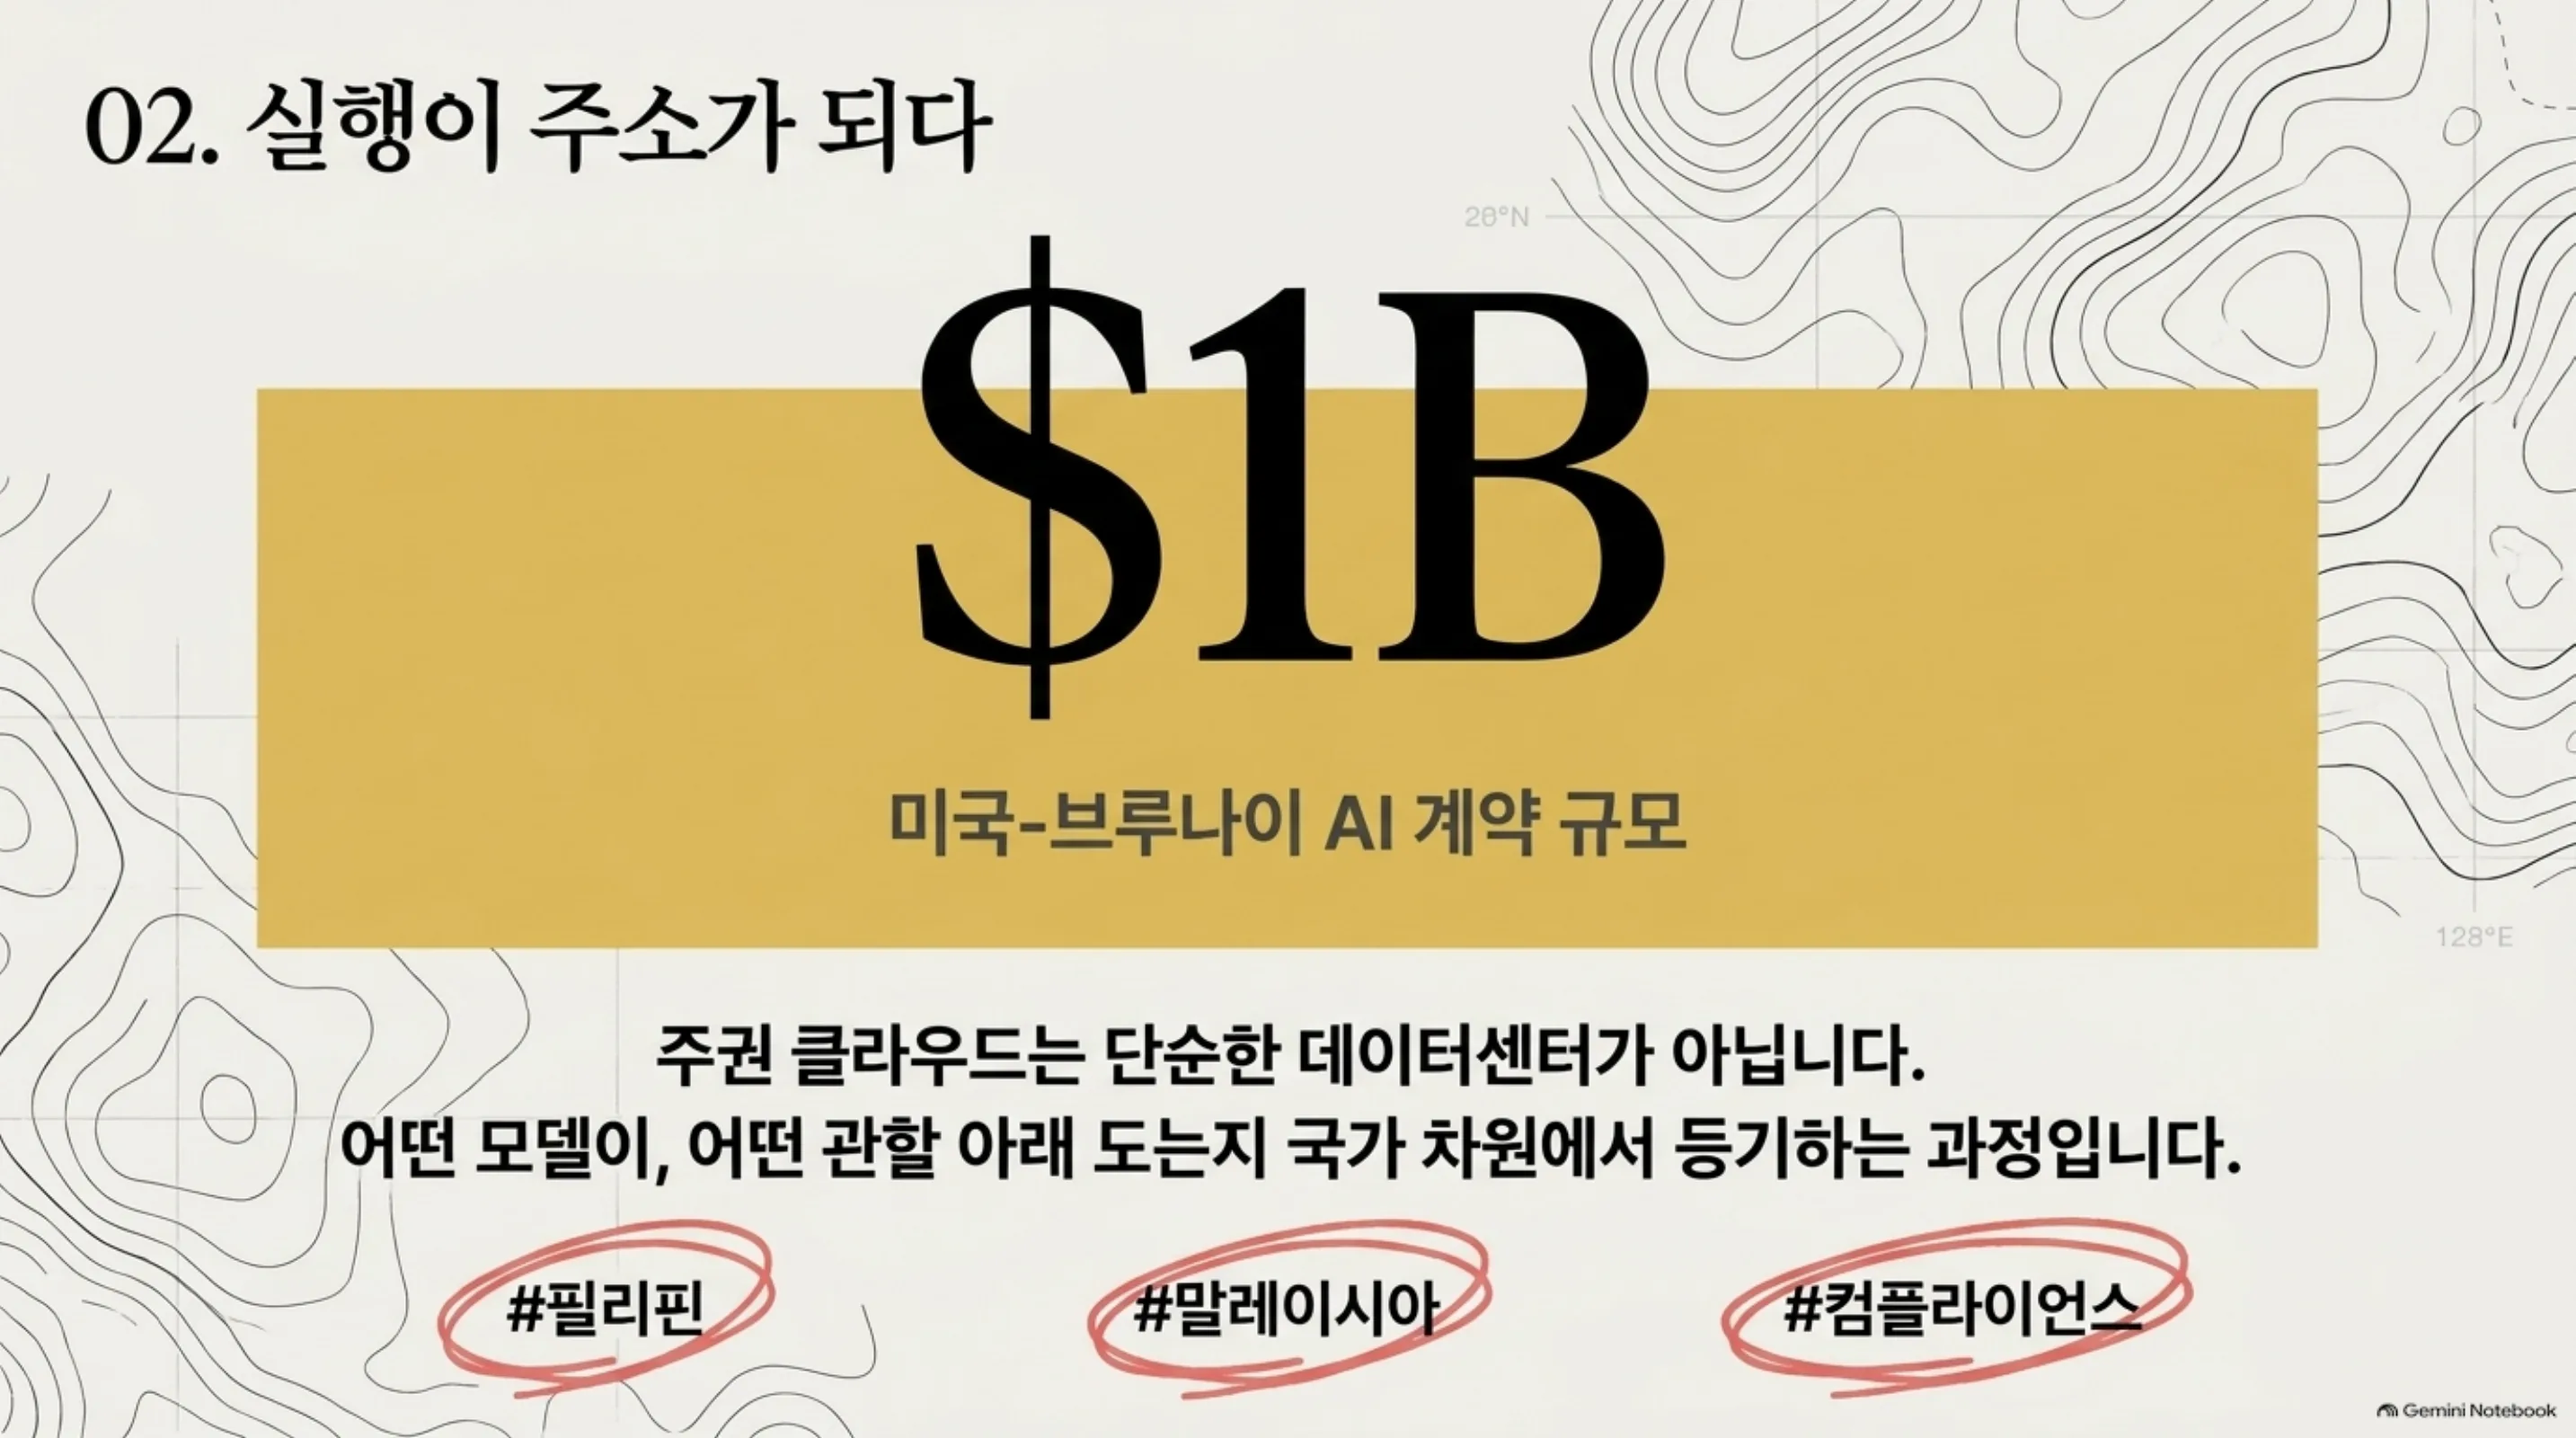 02. 실행이 주소가 되다
28°N
$1B
미국-브루나이 AI 계약 규모
128°E
주권 클라우드는 단순한 데이터센터가 아닙니다.
어떤 모델이, 어떤 관할 아래 도는지 국가 차원에서 등기하는 과정입니다.
#필리핀
#말레이시아
#컴플라이언스
Gemini Notebook